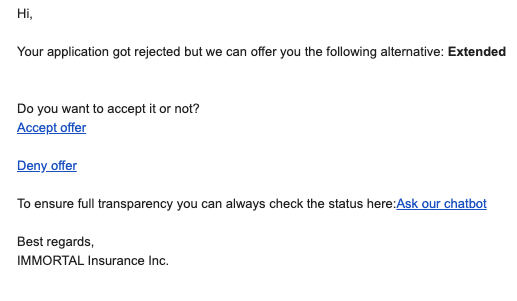 Hi,
Your application got rejected but we can offer you the following alternative: Extended
Do you want to accept it or not?
Accept offer
Deny offer
To ensure full transparency you can always check the status here:Ask our chatbot
Best regards,
IMMORTAL Insurance Inc.